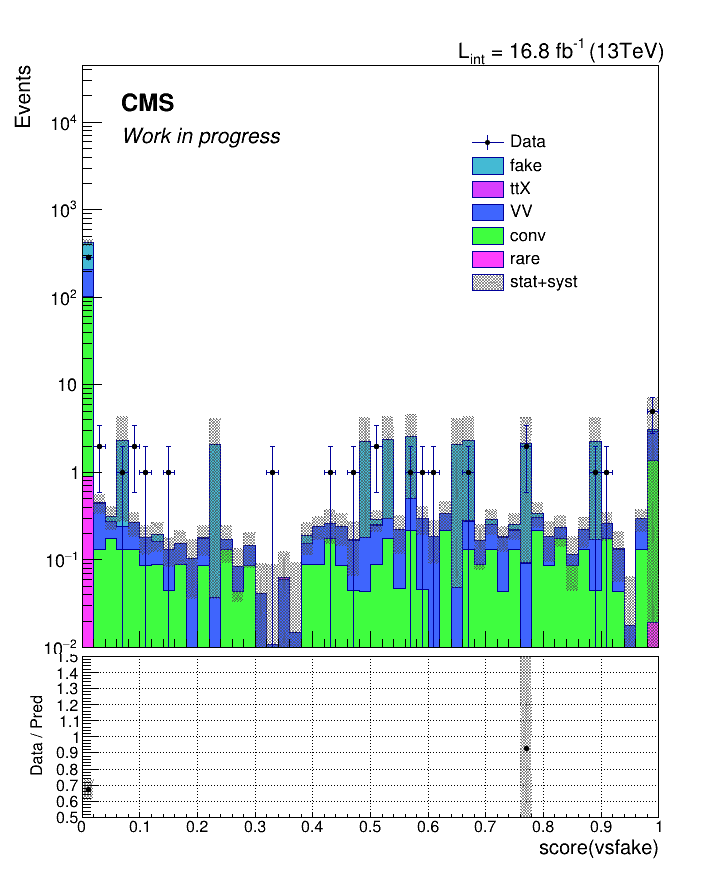 L_int = 16.8 fb^-1 (13TeV)
Events
CMS
Work in progress
Data
fake
ttX
VV
conv
rare
stat+syst
10^4
10^3
10^2
10
1
10^-1
10^-2
Data / Pred
1.5
1.4
1.3
1.2
1.1
1
0.9
0.8
0.7
0.6
0.5
0 0.1 0.2 0.3 0.4 0.5 0.6 0.7 0.8 0.9 1
score(vsfake)